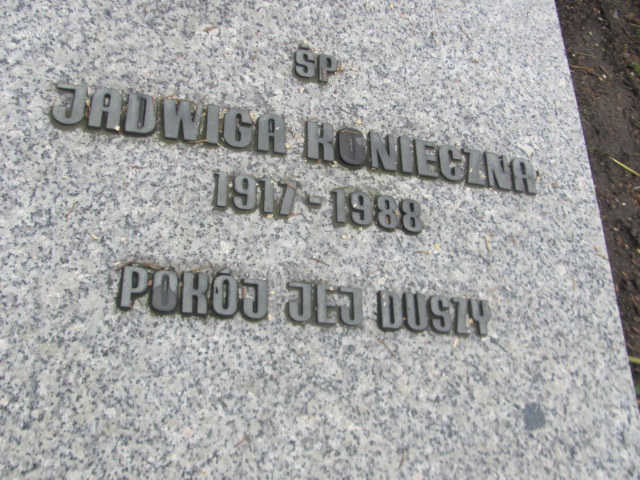 ŚP
JADWIGA KONIECZNA
1917 - 1988
POKÓJ JEJ DUSZY